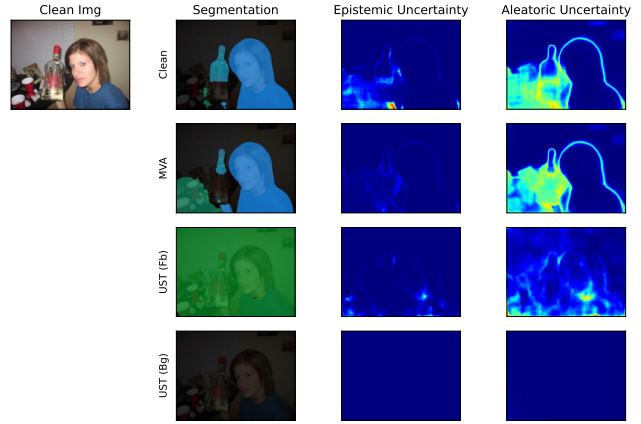 Clean Img
Segmentation
Epistemic Uncertainty
Aleatoric Uncertainty
Clean
MVA
UST (Fb)
UST (Bg)